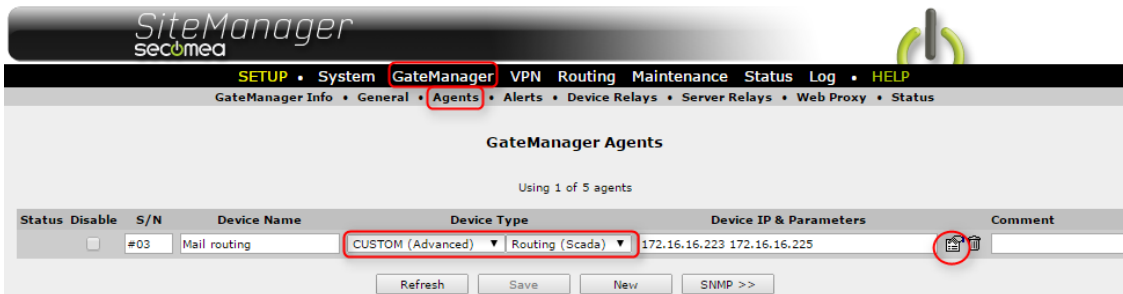 SiteManager
secomea
SETUP • System GateManager VPN Routing Maintenance Status Log • HELP
GateManager Info • General • Agents • Alerts • Device Relays • Server Relays • Web Proxy • Status
GateManager Agents
Using 1 of 5 agents
Status Disable S/N Device Name Device Type Device IP & Parameters Comment
#03 Mail routing CUSTOM (Advanced) Routing (Scada) 172.16.16.223 172.16.16.225
Refresh Save New SNMP >>